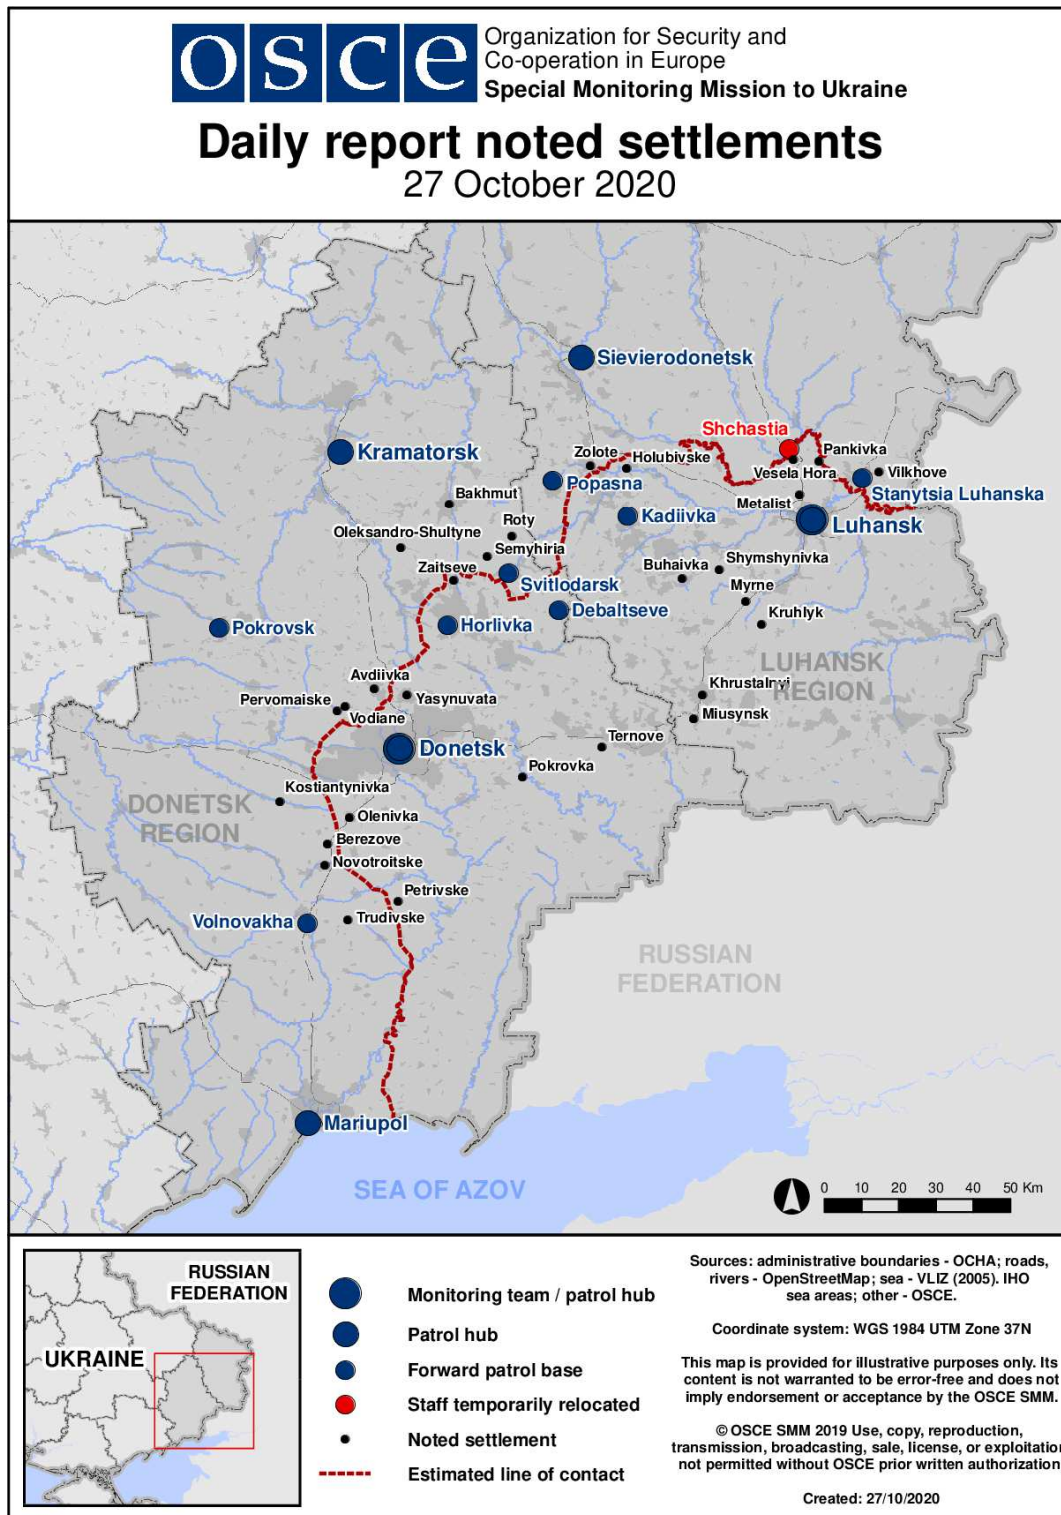 osce
Organization for Security and
Co-operation in Europe
Special Monitoring Mission to Ukraine
Daily report noted settlements
27 October 2020
Sievierodonetsk
Shchastia
Kramatorsk
Zolote
Holubivske
Pankivka
Vesela Hora
Vilkhove
Popasna
Stanytsia Luhanska
Bakhmut
Metalist
Kadiivka
Luhansk
Roty
Oleksandro-Shultyne
Semyhiria
Zaitseve
Svitlodarsk
Buhaivka
Shymshynivka
Myrne
Debaltseve
Kruhlyk
Pokrovsk
Horlivka
LUHANSK
REGION
Avdiivka
Khrustalnyi
Pervomaiske
Yasynuvata
Vodiane
Miusynsk
Ternove
Donetsk
Pokrovka
Kostiantynivka
DONETSK
REGION
Olenivka
Berezove
Novotroitske
Petrivske
Trudivske
Volnovakha
RUSSIAN
FEDERATION
Mariupol
SEA OF AZOV
0 10 20 30 40 50 Km
RUSSIAN
FEDERATION
UKRAINE
Monitoring team / patrol hub
Patrol hub
Forward patrol base
Staff temporarily relocated
Noted settlement
Estimated line of contact
Sources: administrative boundaries - OCHA; roads,
rivers - OpenStreetMap; sea - VLIZ (2005). IHO
sea areas; other - OSCE.
Coordinate system: WGS 1984 UTM Zone 37N
This map is provided for illustrative purposes only. Its
content is not warranted to be error-free and does not
imply endorsement or acceptance by the OSCE SMM.
© OSCE SMM 2019 Use, copy, reproduction,
transmission, broadcasting, sale, license, or exploitation
not permitted without OSCE prior written authorization
Created: 27/10/2020